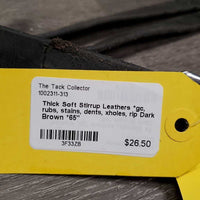 The Tack Collector
1002311-313
Thick Soft Stirrup Leathers *gc,
rubs, stains, dents, xholes, rip Dark
Brown *65"
3F33ZB
$26.50